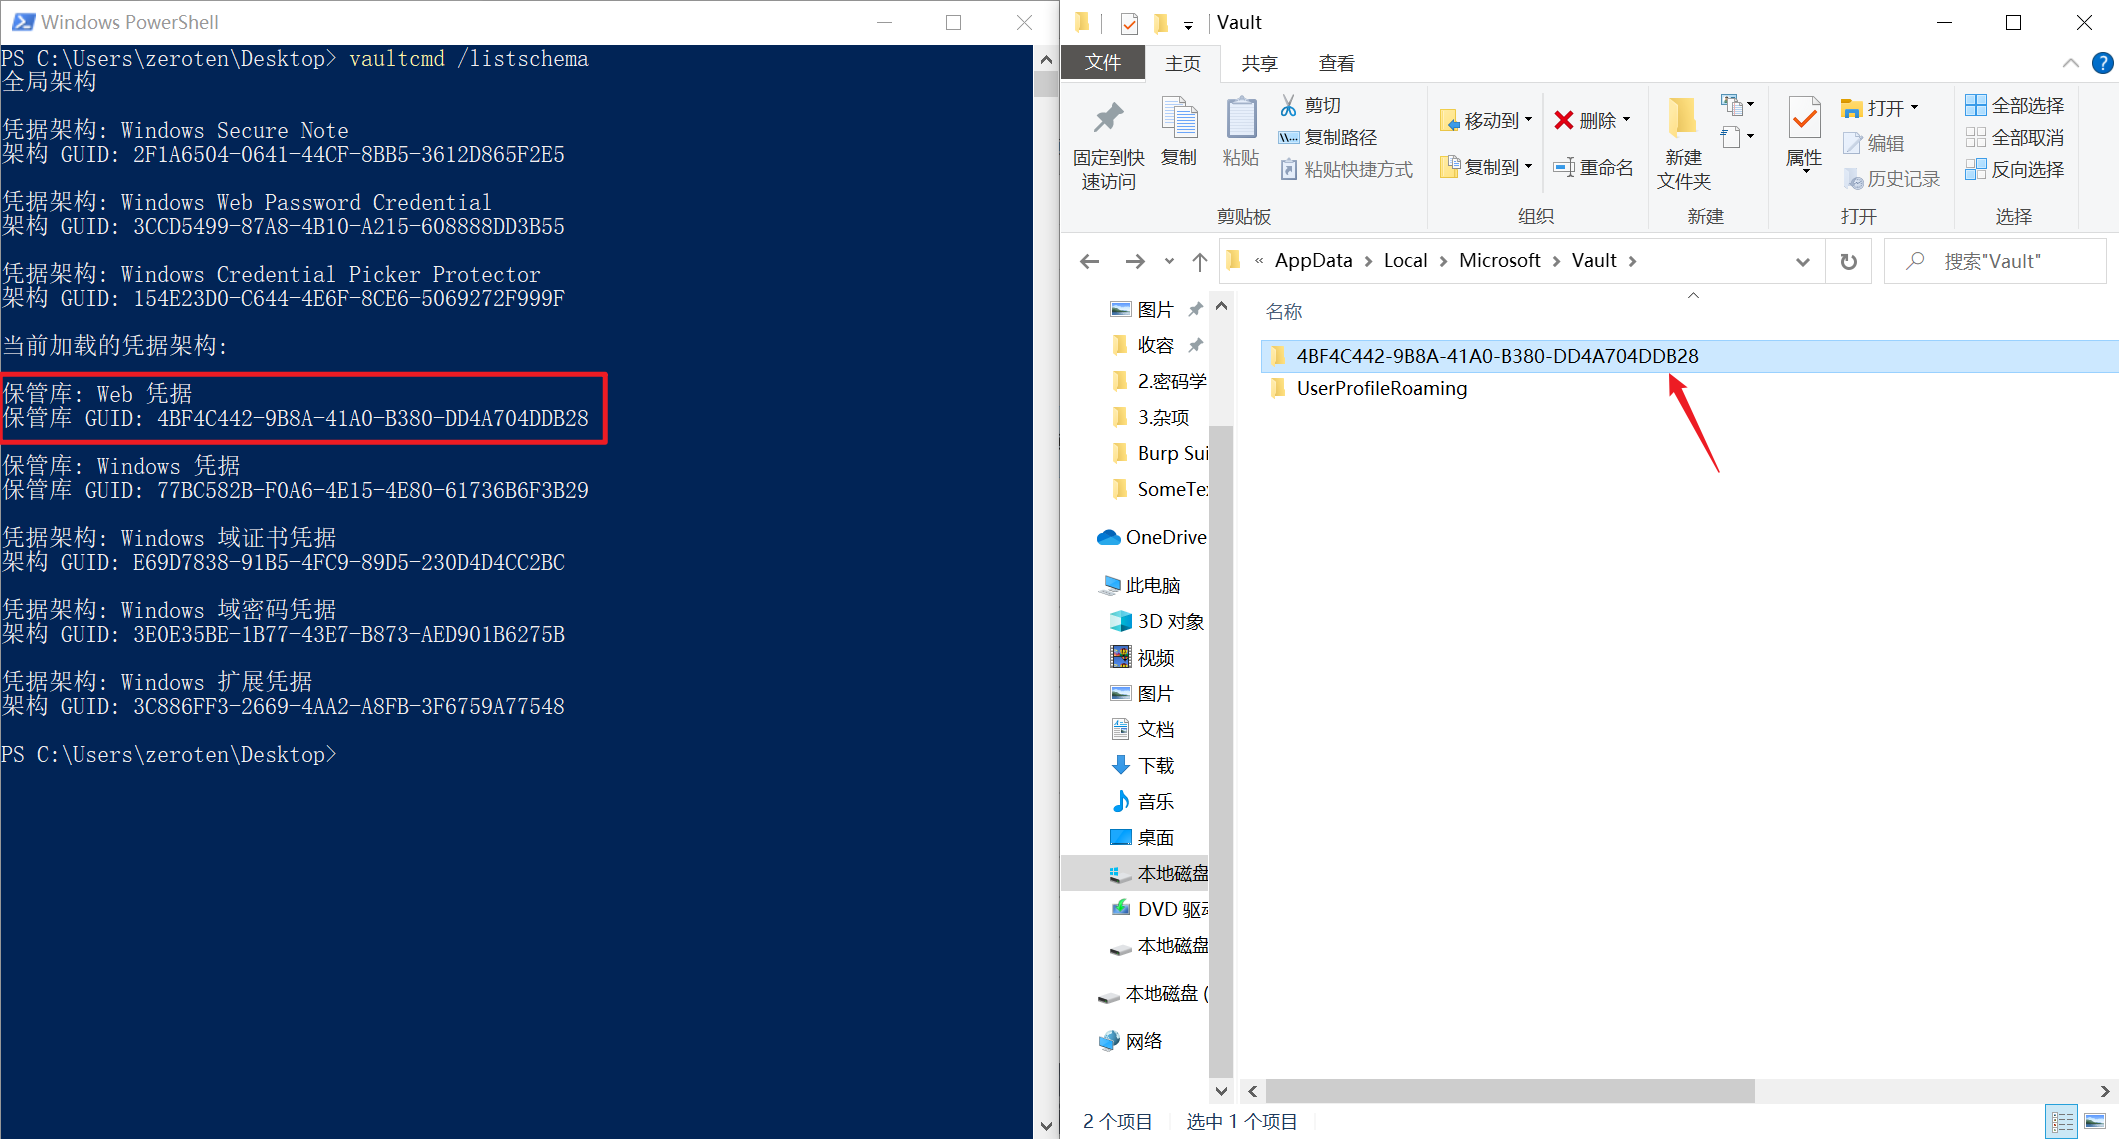 Windows PowerShell
PS C:\Users\zeroten\Desktop> vaultcmd /listschema
全局架构
凭据架构: Windows Secure Note
架构 GUID: 2F1A6504-0641-44CF-8BB5-3612D865F2E5
凭据架构: Windows Web Password Credential
架构 GUID: 3CCD5499-87A8-4B10-A215-608888DD3B55
凭据架构: Windows Credential Picker Protector
架构 GUID: 154E23D0-C644-4E6F-8CE6-5069272F999F
当前加载的凭据架构:
保管库: Web 凭据
保管库 GUID: 4BF4C442-9B8A-41A0-B380-DD4A704DDB28
保管库: Windows 凭据
保管库 GUID: 77BC582B-F0A6-4E15-4E80-61736B6F3B29
凭据架构: Windows 域证书凭据
架构 GUID: E69D7838-91B5-4FC9-89D5-230D4D4CC2BC
凭据架构: Windows 域密码凭据
架构 GUID: 3E0E35BE-1B77-43E7-B873-AED901B6275B
凭据架构: Windows 扩展凭据
架构 GUID: 3C886FF3-2669-4AA2-A8FB-3F6759A77548
PS C:\Users\zeroten\Desktop>
Vault
文件 主页 共享 查看
固定到快
速访问
复制
粘贴
剪切
复制路径
粘贴快捷方式
剪贴板
移动到
复制到
删除
重命名
组织
新建
文件夹
新建
属性
打开
编辑
历史记录
打开
全部选择
全部取消
反向选择
选择
« AppData > Local > Microsoft > Vault >
搜索"Vault"
图片
收容
2.密码学
3.杂项
Burp Sui
SomeTex
OneDrive
此电脑
3D 对象
视频
图片
文档
下载
音乐
桌面
本地磁盘
DVD 驱动
本地磁盘
本地磁盘 (
网络
名称
4BF4C442-9B8A-41A0-B380-DD4A704DDB28
UserProfileRoaming
2 个项目 选中 1 个项目